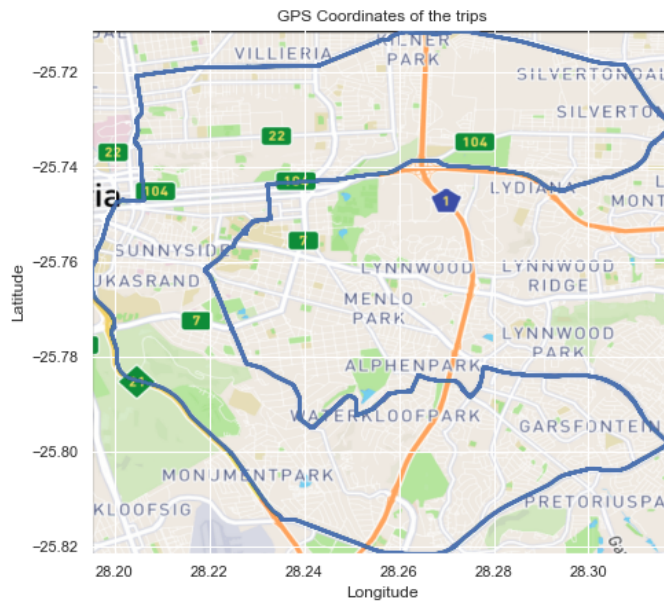 GPS Coordinates of the trips
VILLIERIA
KILNER
PARK
SILVERTONDAL
SILVERTON
22
22
104
104
ia
LYDIANA
MONT
1
7
SUNNYSIDE
UKASRAND
LYNNWOOD
LYNNWOOD
RIDGE
MENLO
PARK
7
LYNNWOOD
PARK
ALPHENPARK
21
WATERKLOOFPARK
GARSFONTEIN
MONUMENTPARK
KLOOFSIG
PRETORIUSPA
−25.72
−25.74
−25.76
−25.78
−25.80
−25.82
Latitude
28.20
28.22
28.24
28.26
28.28
28.30
Longitude